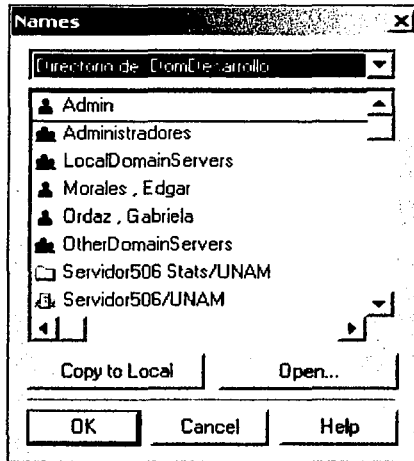 Names
Directorio de DomDesarrollo
Admin
Administradores
LocalDomainServers
Morales , Edgar
Ordaz , Gabriela
OtherDomainServers
Servidor506 Stats/UNAM
Servidor506/UNAM
Copy to Local Open...
OK Cancel Help